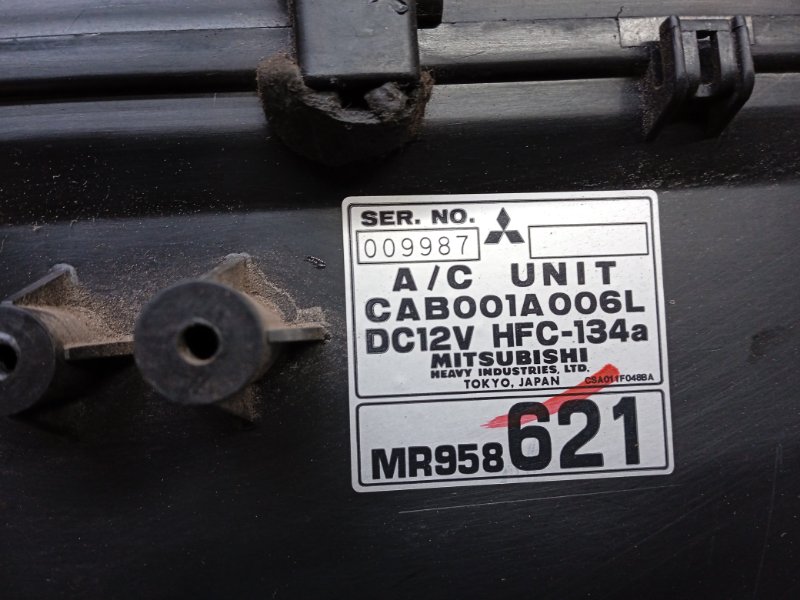 SER. NO.
009987
A/C UNIT
CAB001A006L
DC12V HFC-134a
MITSUBISHI
HEAVY INDUSTRIES, LTD.
TOKYO, JAPAN CSA011F048BA
MR958621